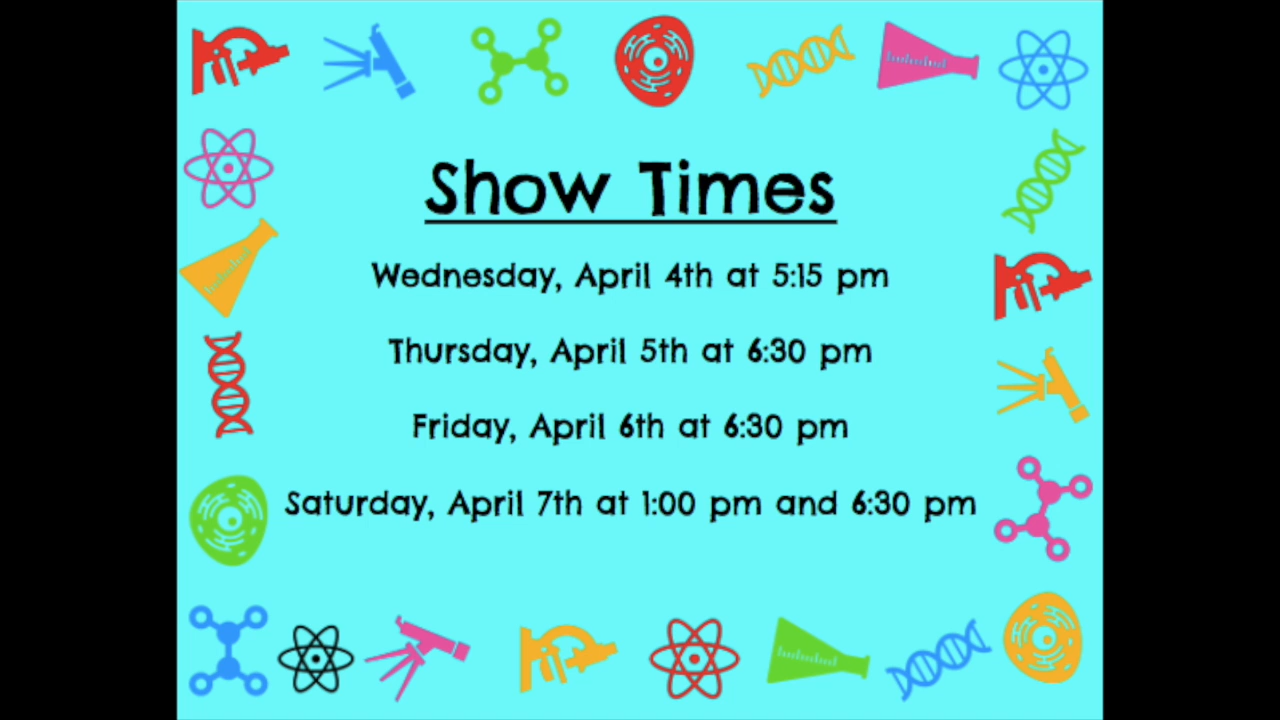 Show Times
Wednesday, April 4th at 5:15 pm
Thursday, April 5th at 6:30 pm
Friday, April 6th at 6:30 pm
Saturday, April 7th at 1:00 pm and 6:30 pm